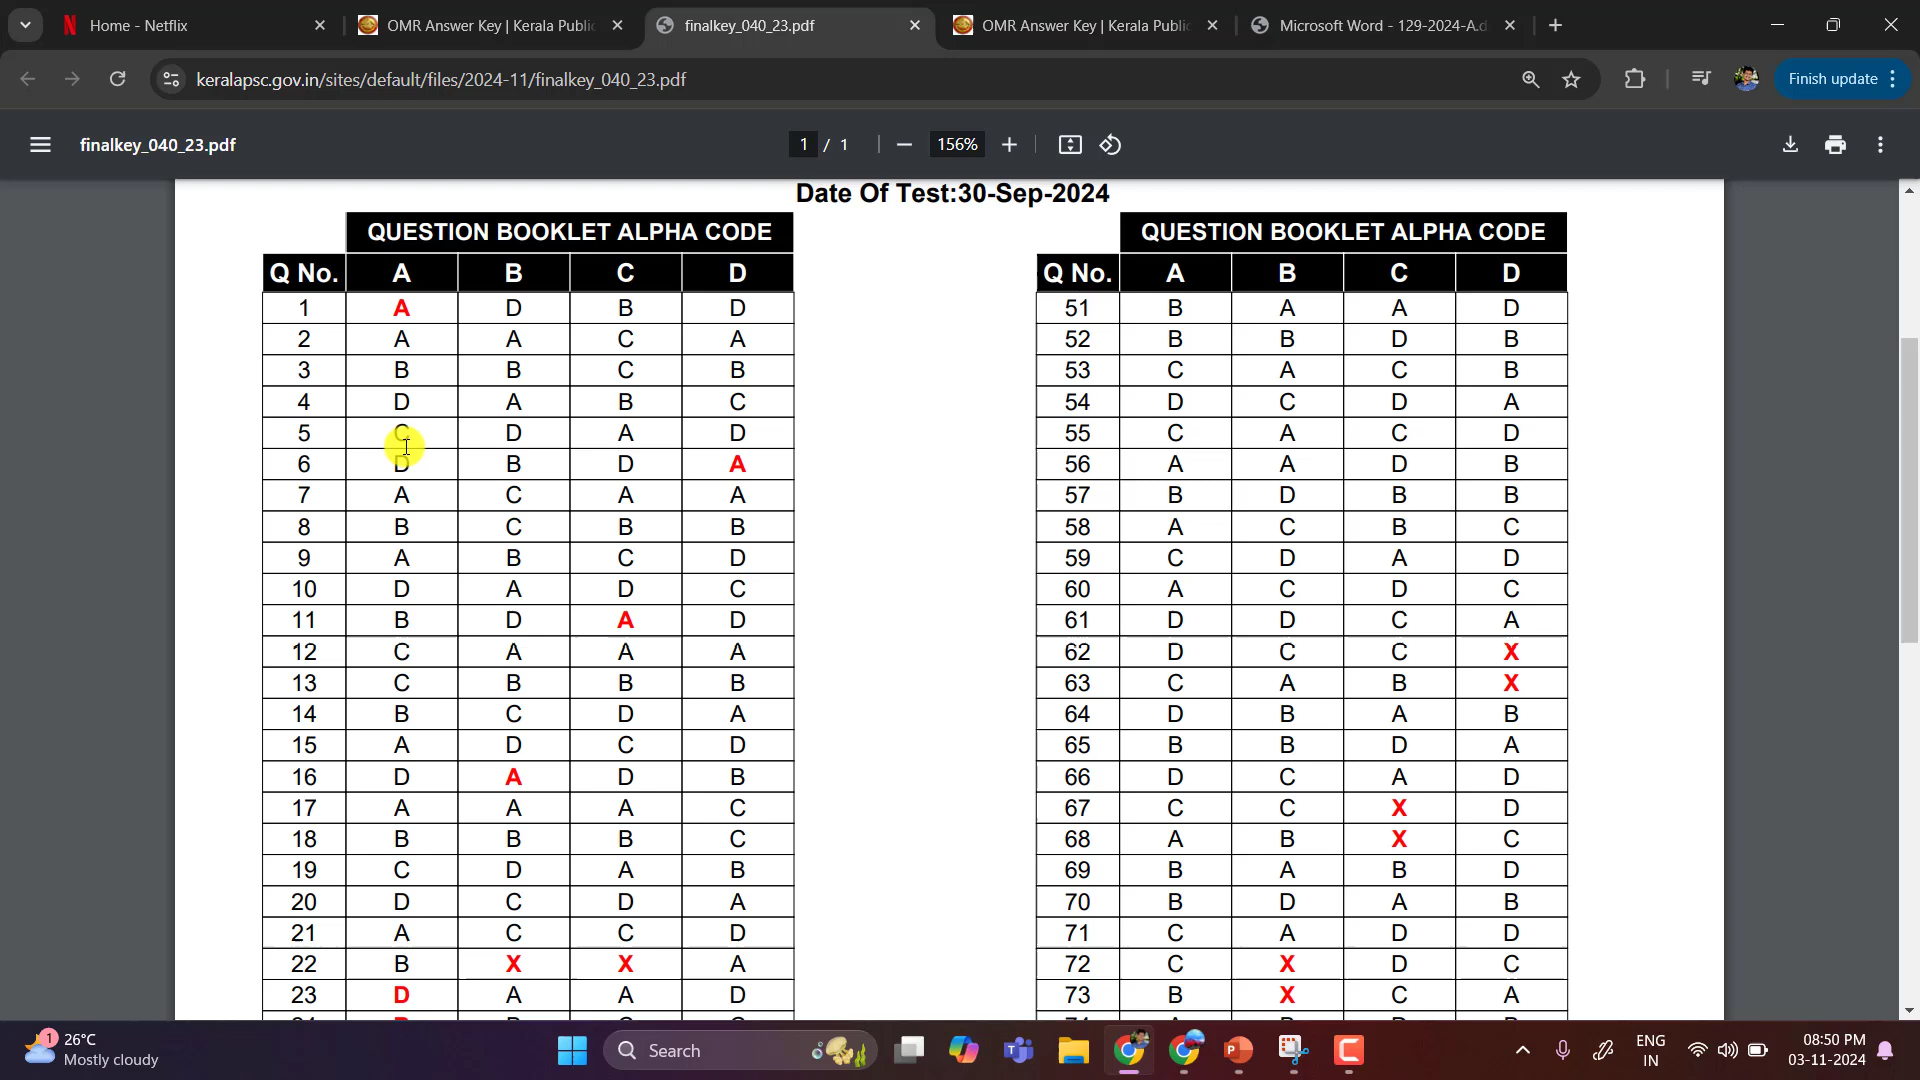 Home - Netflix
OMR Answer Key | Kerala Public
finalkey_040_23.pdf
OMR Answer Key | Kerala Public
Microsoft Word - 129-2024-A.d
keralapsc.gov.in/sites/default/files/2024-11/finalkey_040_23.pdf
Finish update
finalkey_040_23.pdf
1 / 1
156%
Date Of Test:30-Sep-2024
QUESTION BOOKLET ALPHA CODE QUESTION BOOKLET ALPHA CODE
Q No. A B C D Q No. A B C D
1 A D B D 51 B A A D
2 A A C A 52 B B D B
3 B B C B 53 C A C B
4 D A B C 54 D C D A
5 C D A D 55 C A C D
6 D B D A 56 A A D B
7 A C A A 57 B D B B
8 B C B B 58 A C B C
9 A B C D 59 C D A D
10 D A D C 60 A C D C
11 B D A D 61 D D C A
12 C A A A 62 D C C X
13 C B B B 63 C A B X
14 B C D A 64 D B A B
15 A D C D 65 B B D A
16 D A D B 66 D C A D
17 A A A C 67 C C X D
18 B B B C 68 A B X C
19 C D A B 69 B A B D
20 D C D A 70 B D A B
21 A C C D 71 C A D D
22 B X X A 72 C X D C
23 D A A D 73 B X C A
1
26°C
Mostly cloudy
Search
ENG
IN
08:50 PM
03-11-2024